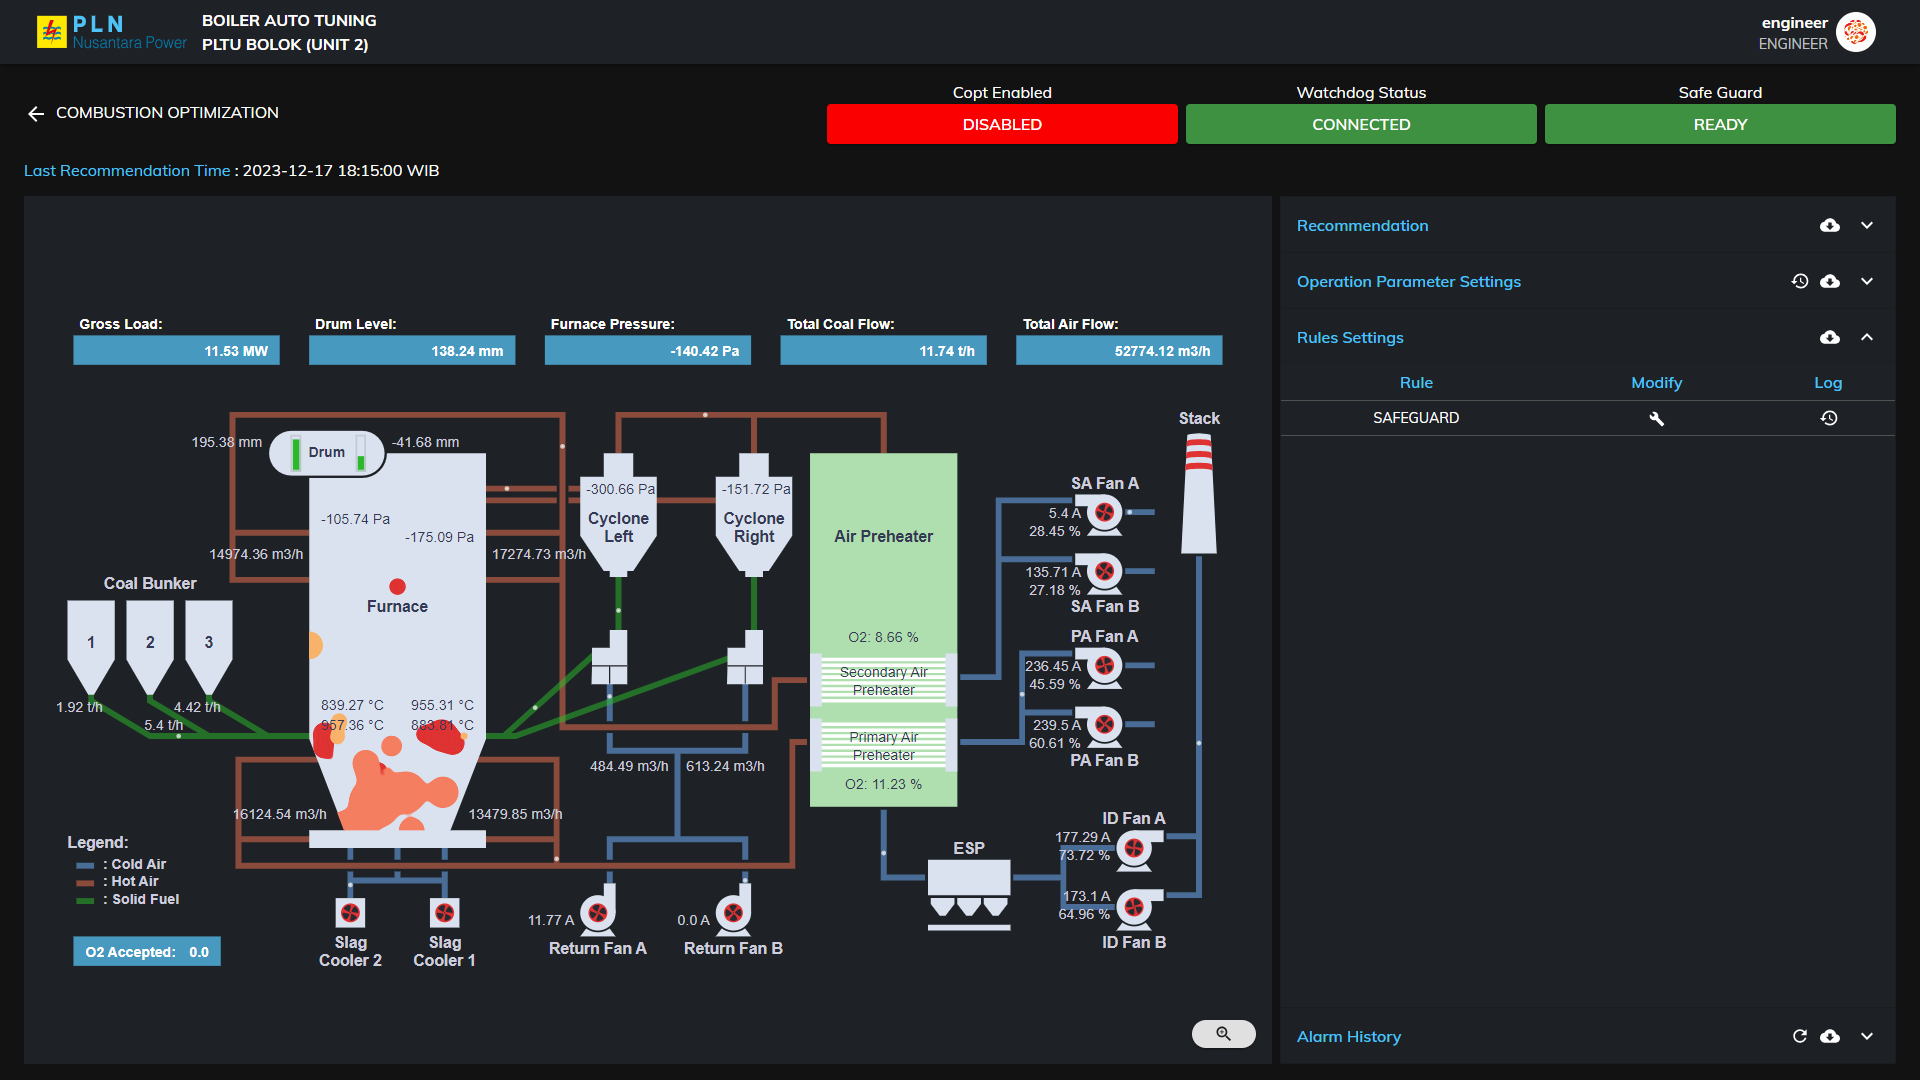 PLN
Nusantara Power
BOILER AUTO TUNING
PLTU BOLOK (UNIT 2)
engineer
ENGINEER
COMBUSTION OPTIMIZATION
Copt Enabled
DISABLED
Watchdog Status
CONNECTED
Safe Guard
READY
Last Recommendation Time : 2023-12-17 18:15:00 WIB
Gross Load:
11.53 MW
Drum Level:
138.24 mm
Furnace Pressure:
-140.42 Pa
Total Coal Flow:
11.74 t/h
Total Air Flow:
52774.12 m3/h
195.38 mm
Drum
-41.68 mm
-105.74 Pa
-175.09 Pa
14974.36 m3/h
17274.73 m3/h
Furnace
Coal Bunker
1
2
3
1.92 t/h
5.4 t/h
4.42 t/h
839.27 °C
955.31 °C
957.36 °C
883.81 °C
16124.54 m3/h
13479.85 m3/h
-300.66 Pa
Cyclone
Left
-151.72 Pa
Cyclone
Right
484.49 m3/h
613.24 m3/h
Air Preheater
O2: 8.66 %
Secondary Air
Preheater
Primary Air
Preheater
O2: 11.23 %
SA Fan A
5.4 A
28.45 %
135.71 A
27.18 %
SA Fan B
PA Fan A
236.45 A
45.59 %
239.5 A
60.61 %
PA Fan B
Stack
ID Fan A
177.29 A
73.72 %
173.1 A
64.96 %
ID Fan B
ESP
Legend:
: Cold Air
: Hot Air
: Solid Fuel
O2 Accepted: 0.0
Slag
Cooler 2
Slag
Cooler 1
11.77 A
Return Fan A
0.0 A
Return Fan B
Recommendation
Operation Parameter Settings
Rules Settings
Rule Modify Log
SAFEGUARD
Alarm History